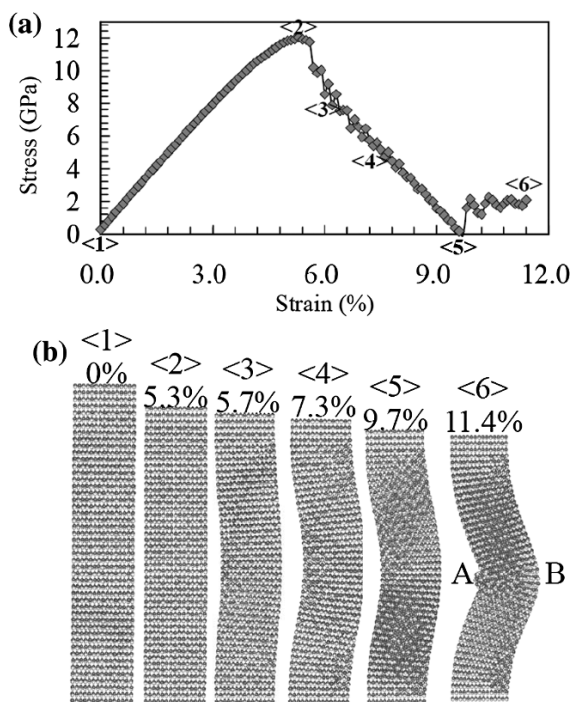 (a)
12
10
8
6
4
2
0
Stress (GPa)
<1>
<2>
<3>
<4>
<5>
<6>
0.0 3.0 6.0 9.0 12.0
Strain (%)
(b)
<1> <2> <3> <4> <5> <6>
0% 5.3% 5.7% 7.3% 9.7% 11.4%
A B